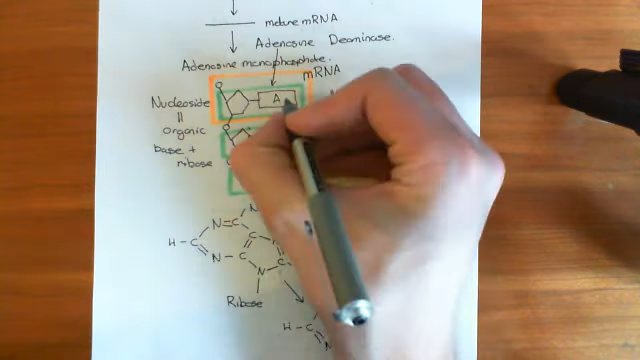 mature mRNA
Adenosine Deaminase.
Adenosine monophosphate.
mRNA
A
Nucleoside
||
organic
base +
ribose
N
N=C
H-C
C
N-C
C
N
Ribose
H-C
N